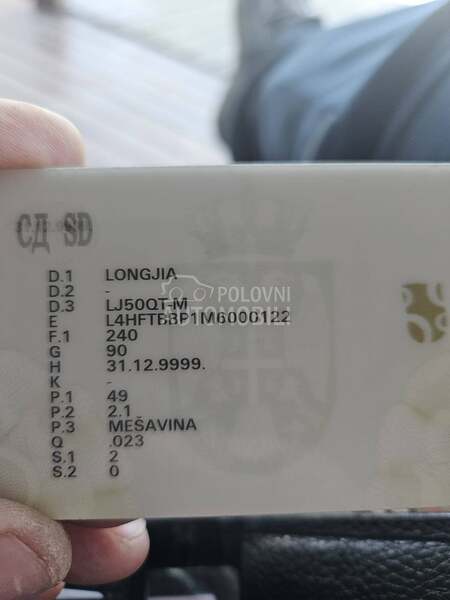 СД SD
D.1 LONGJIA
D.2 -
D.3 LJ50QT-M
POLOVNI
AUTOMOBILI
E L4HFTBBP1M6000122
F.1 240
G 90
H 31.12.9999.
K -
P.1 49
P.2 2.1
P.3 MEŠAVINA
Q .023
S.1 2
S.2 0